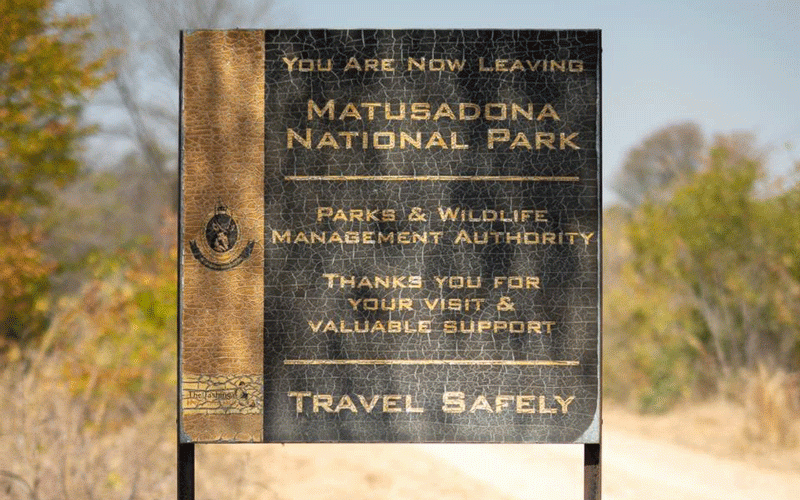 You Are Now Leaving
Matusadona
National Park
Parks & Wildlife
Management Authority
Thanks you for
your visit &
valuable support
Travel Safely